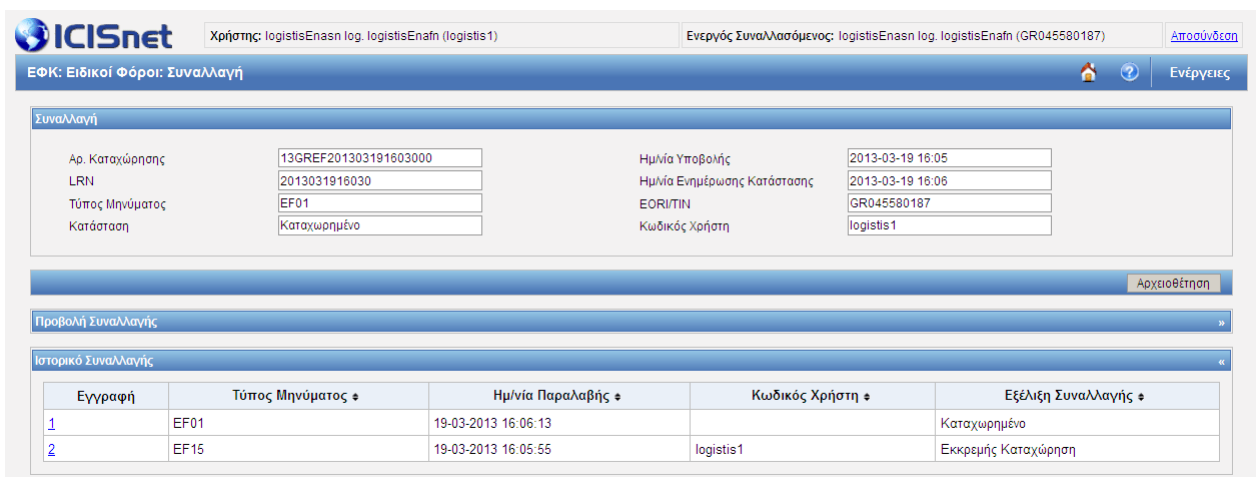 ICISnet
Χρήστης: logistisEnasn log. logistisEnafn (logistis1)
Ενεργός Συναλλασόμενος: logistisEnasn log. logistisEnafn (GR045580187)
Αποσύνδεση
ΕΦΚ: Ειδικοί Φόροι: Συναλλαγή
Ενέργειες
Συναλλαγή
Αρ. Καταχώρησης 13GREF201303191603000 Ημ/νία Υποβολής 2013-03-19 16:05
LRN 2013031916030 Ημ/νία Ενημέρωσης Κατάστασης 2013-03-19 16:06
Τύπος Μηνύματος EF01 EORI/TIN GR045580187
Κατάσταση Καταχωρημένο Κωδικός Χρήστη logistis1
Αρχειοθέτηση
Προβολή Συναλλαγής »
Ιστορικό Συναλλαγής «
Εγγραφή Τύπος Μηνύματος Ημ/νία Παραλαβής Κωδικός Χρήστη Εξέλιξη Συναλλαγής
1 EF01 19-03-2013 16:06:13 Καταχωρημένο
2 EF15 19-03-2013 16:05:55 logistis1 Εκκρεμής Καταχώρηση